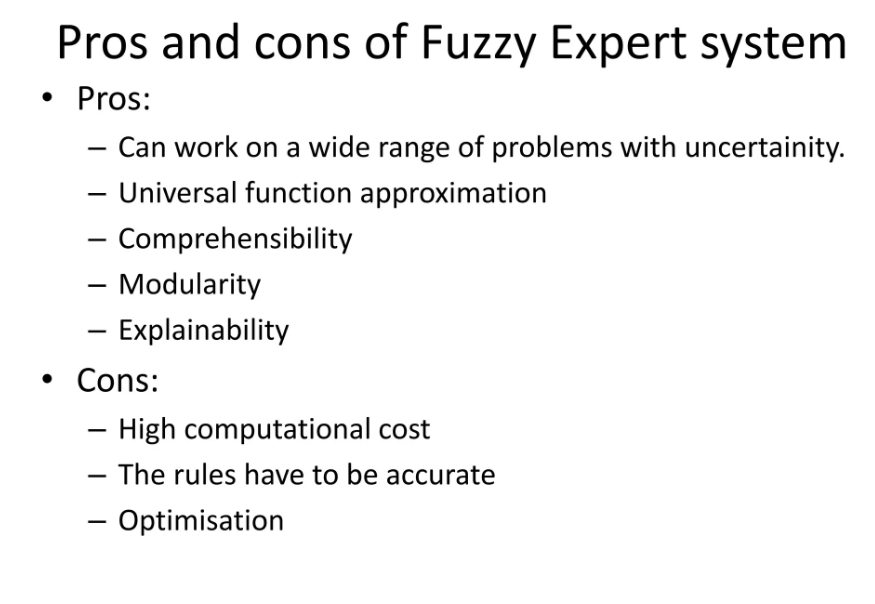 Pros and cons of Fuzzy Expert system
• Pros:
– Can work on a wide range of problems with uncertainity.
– Universal function approximation
– Comprehensibility
– Modularity
– Explainability
• Cons:
– High computational cost
– The rules have to be accurate
– Optimisation